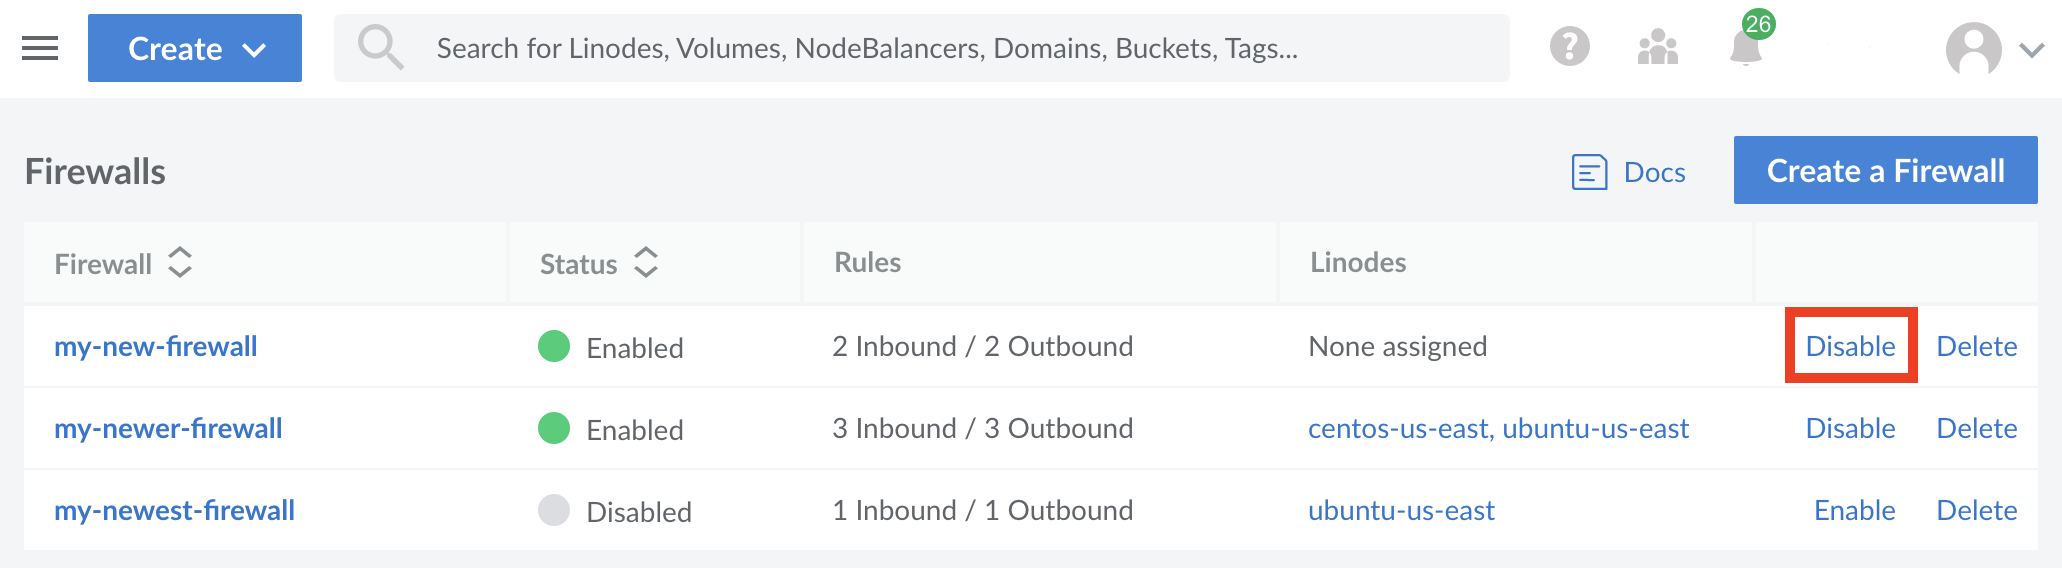 Create
Search for Linodes, Volumes, NodeBalancers, Domains, Buckets, Tags...
26
Firewalls
Docs
Create a Firewall
Firewall Status Rules Linodes
my-new-firewall Enabled 2 Inbound / 2 Outbound None assigned Disable Delete
my-newer-firewall Enabled 3 Inbound / 3 Outbound centos-us-east, ubuntu-us-east Disable Delete
my-newest-firewall Disabled 1 Inbound / 1 Outbound ubuntu-us-east Enable Delete